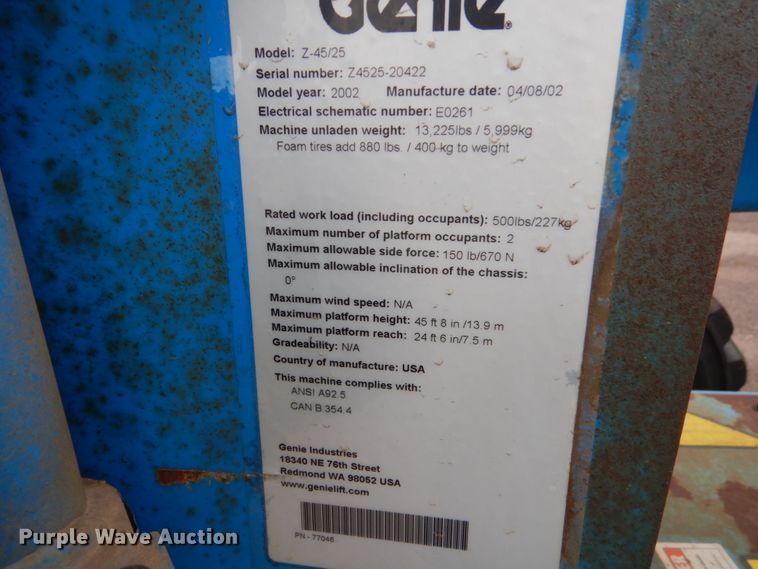 Genie
Model: Z-45/25
Serial number: Z4525-20422
Model year: 2002 Manufacture date: 04/08/02
Electrical schematic number: E0261
Machine unladen weight: 13,225lbs / 5,999kg
Foam tires add 880 lbs. / 400 kg to weight
Rated work load (including occupants): 500lbs/227kg
Maximum number of platform occupants: 2
Maximum allowable side force: 150 lb/670 N
Maximum allowable inclination of the chassis:
0°
Maximum wind speed: N/A
Maximum platform height: 45 ft 8 in /13.9 m
Maximum platform reach: 24 ft 6 in/7.5 m
Gradeability: N/A
Country of manufacture: USA
This machine complies with:
ANSI A92.5
CAN B 354.4
Genie Industries
18340 NE 76th Street
Redmond WA 98052 USA
www.genielift.com
PN - 77046
Purple Wave Auction